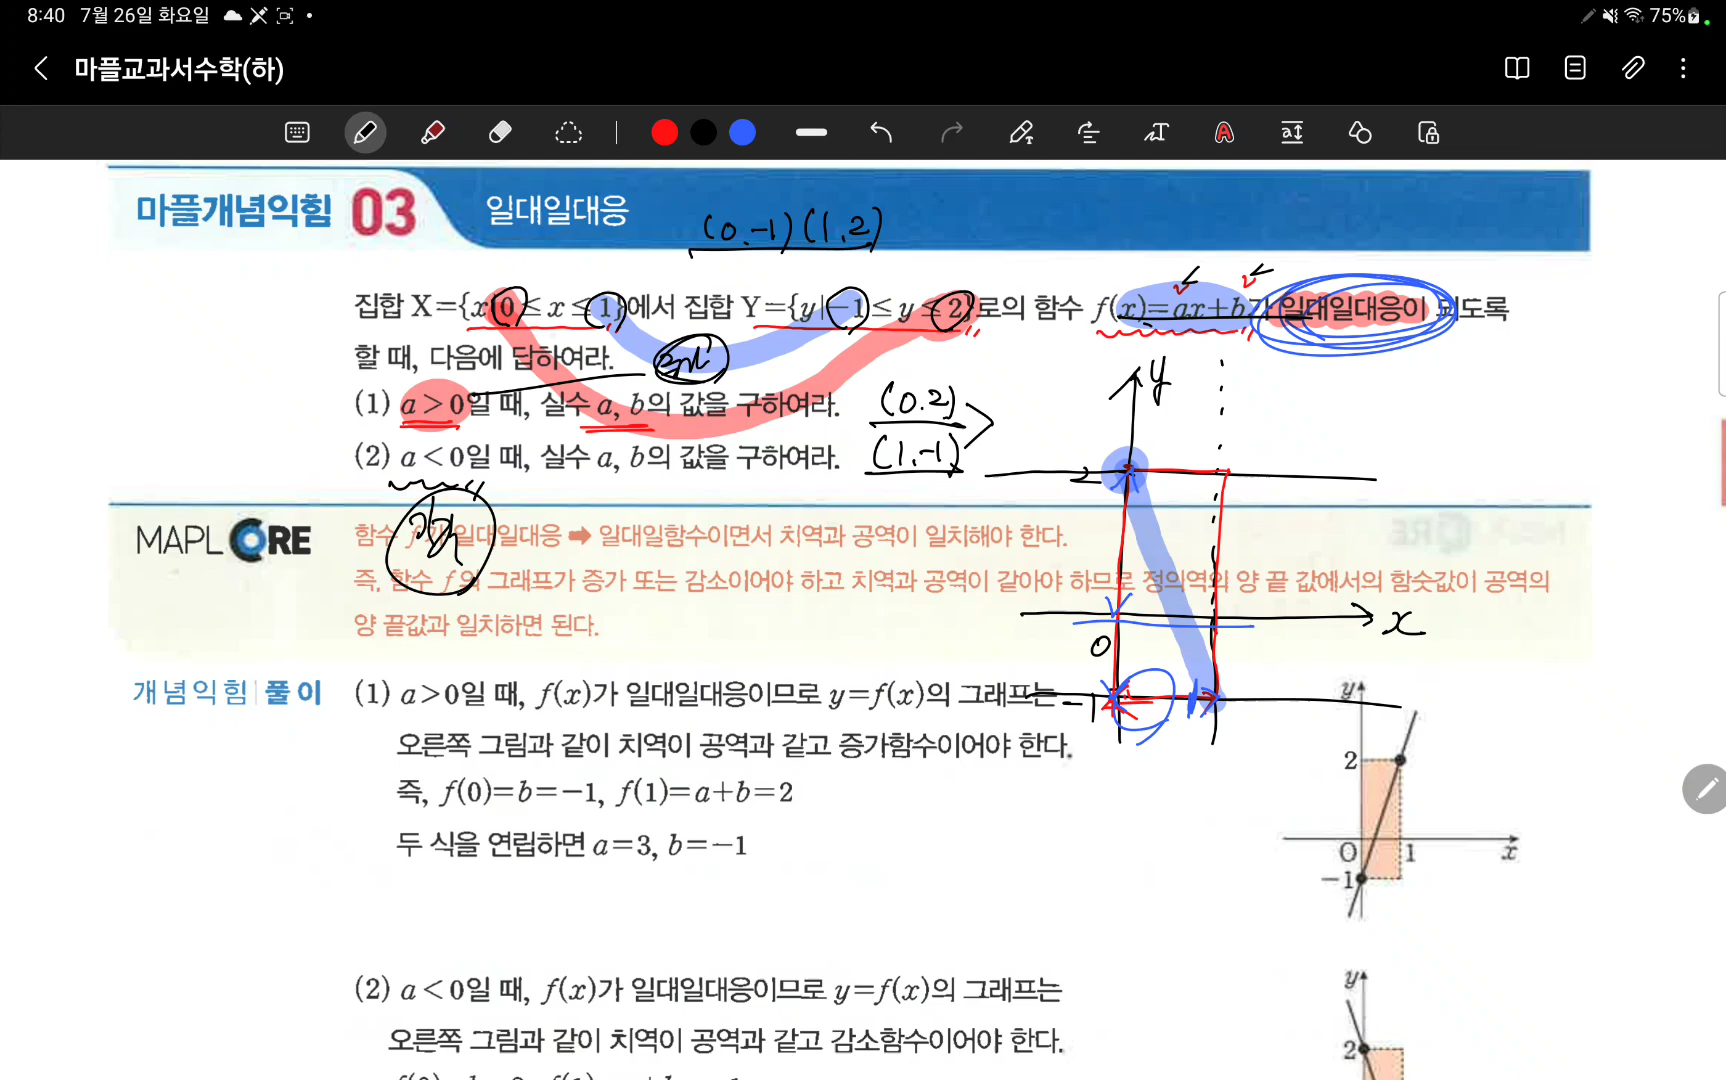 8:40 7월 26일 화요일
75%
마플교과서수학(하)
마플개념익힘 03 일대일대응
(0,-1)(1,2)
집합 X={x|0≤x≤1}에서 집합 Y={y|-1≤y≤2}로의 함수 f(x)=ax+b가 일대일대응이 되도록
할 때, 다음에 답하여라.
(1) a>0일 때, 실수 a, b의 값을 구하여라.
(0.2)
(2) a<0일 때, 실수 a, b의 값을 구하여라.
(1,-1)
y
2
x
0
-1
MAPL CORE
함수 f가 일대일대응 ➡ 일대일함수이면서 치역과 공역이 일치해야 한다.
즉, 함수 f의 그래프가 증가 또는 감소이어야 하고 치역과 공역이 같아야 하므로 정의역의 양 끝 값에서의 함숫값이 공역의
양 끝값과 일치하면 된다.
개념익힘 | 풀이
(1) a>0일 때, f(x)가 일대일대응이므로 y=f(x)의 그래프는
오른쪽 그림과 같이 치역이 공역과 같고 증가함수이어야 한다.
즉, f(0)=b=-1, f(1)=a+b=2
두 식을 연립하면 a=3, b=-1
y
2
O 1 x
-1
(2) a<0일 때, f(x)가 일대일대응이므로 y=f(x)의 그래프는
오른쪽 그림과 같이 치역이 공역과 같고 감소함수이어야 한다.
y
2